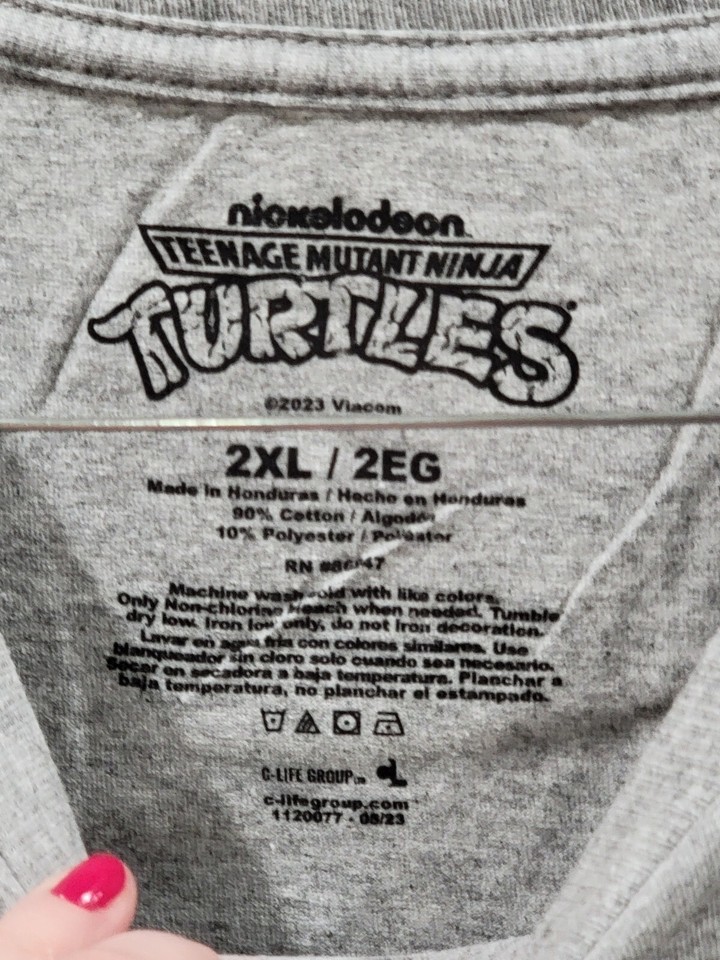 nickelodeon
TEENAGE MUTANT NINJA
TURTLES
©2023 Viacom
2XL / 2EG
Made in Honduras / Hecho en Honduras
90% Cotton / Algodón
10% Polyester / Poliéster
RN
Machine wash cold with like colors.
Only Non-chlorine bleach when needed. Tumble
dry low. Iron low only, do not iron decoration.
Lavar en agua fria con colores similares. Use
blanqueador sin cloro solo cuando sea necesario.
Secar en secadora a baja temperatura. Planchar a
baja temperatura, no planchar el estampado.
C-LIFE GROUP
c-lifegroup.com
1120077 - 08/23